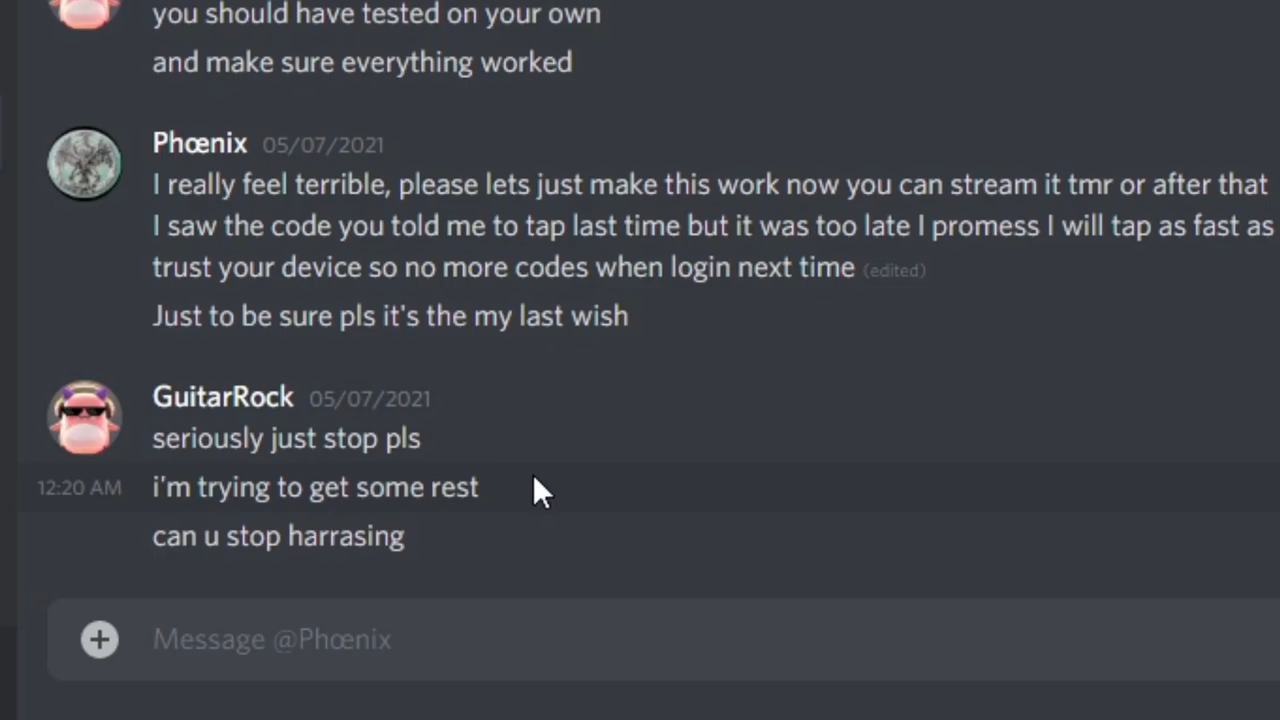 you should have tested on your own
and make sure everything worked
Phœnix 05/07/2021
I really feel terrible, please lets just make this work now you can stream it tmr or after that
I saw the code you told me to tap last time but it was too late I promess I will tap as fast as
trust your device so no more codes when login next time (edited)
Just to be sure pls it's the my last wish
GuitarRock 05/07/2021
seriously just stop pls
12:20 AM i'm trying to get some rest
can u stop harrasing
Message @Phœnix